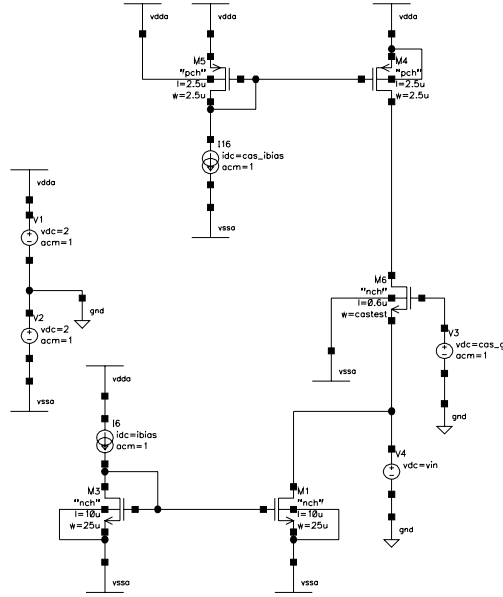 vdda
vssa
vdda
M5
"pch"
l=2.5u
w=2.5u
M4
"pch"
l=2.5u
w=2.5u
I16
idc=cas_ibias
acm=1
vssa
vdda
V1
vdc=2
acm=1
gnd
V2
vdc=2
acm=1
vssa
M6
"nch"
l=0.6u
w=castest
vssa
V3
vdc=cas_g
acm=1
gnd
vdda
I6
idc=ibias
acm=1
M3
"nch"
l=10u
w=25u
M1
"nch"
l=10u
w=25u
V4
vdc=vin
gnd
vssa
vssa